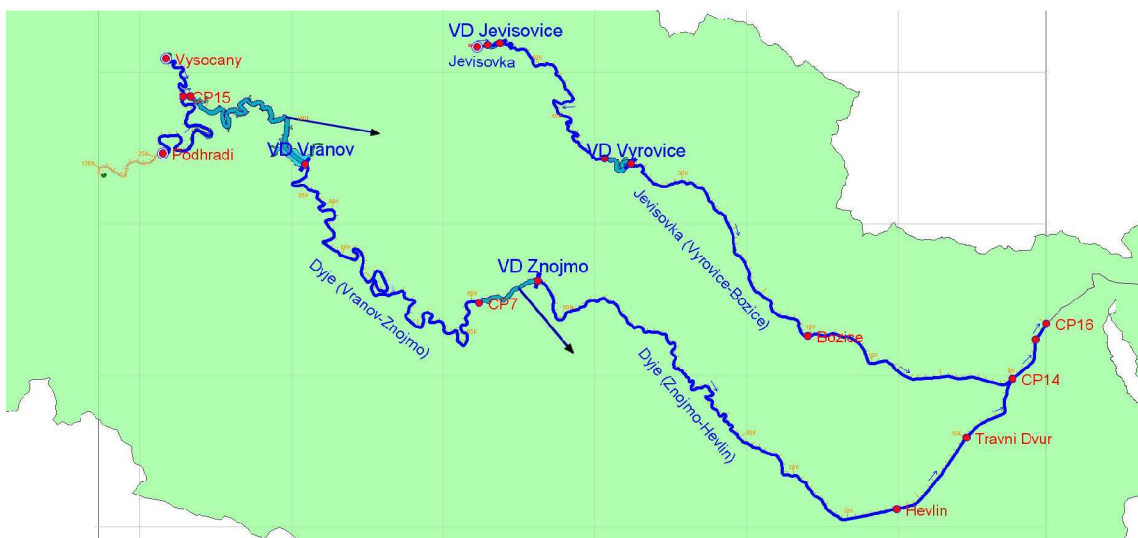 VD Jevisovice
Jevisovka
Vysocany
CP15
Podhradi
VD Vranov
VD Vyrovice
Jevisovka (Vyrovice-Bozice)
Dyje (Vranov-Znojmo)
VD Znojmo
CP7
Dyje (Znojmo-Hevlin)
Bozice
CP16
CP14
Travni Dvur
Hevlin